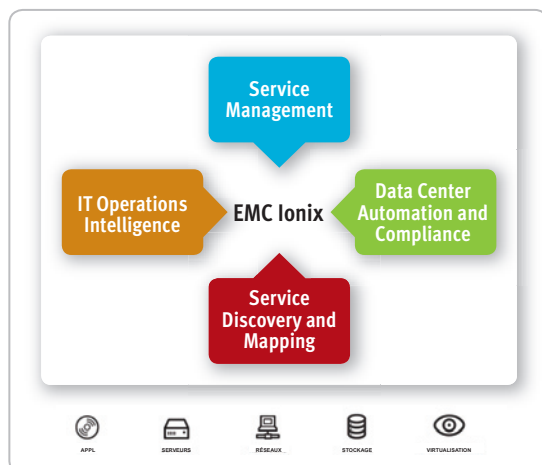 Service
Management
IT Operations
Intelligence
EMC Ionix
Data Center
Automation and
Compliance
Service
Discovery and
Mapping
APPL
SERVEURS
RÉSEAUX
STOCKAGE
VIRTUALISATION